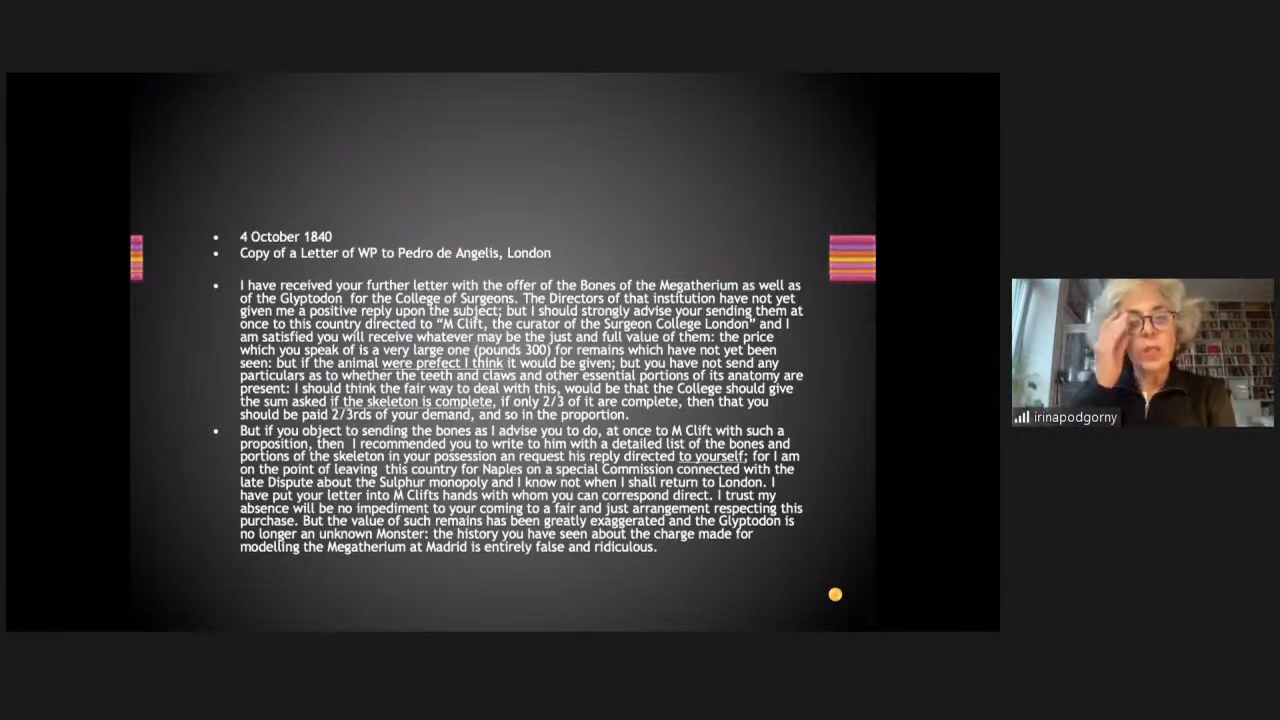 4 October 1840
Copy of a Letter of WP to Pedro de Angelis, London
I have received your further letter with the offer of the Bones of the Megatherium as well as
of the Glyptodon for the College of Surgeons. The Directors of that institution have not yet
given me a positive reply upon the subject; but I should strongly advise your sending them at
once to this country directed to “M Clift, the curator of the Surgeon College London” and I
am satisfied you will receive whatever may be the just and full value of them: the price
which you speak of is a very large one (pounds 300) for remains which have not yet been
seen: but if the animal were prefect I think it would be given; but you have not send any
particulars as to whether the teeth and claws and other essential portions of its anatomy are
present: I should think the fair way to deal with this, would be that the College should give
the sum asked if the skeleton is complete, if only 2/3 of it are complete, then that you
should be paid 2/3rds of your demand, and so in the proportion.
But if you object to sending the bones as I advise you to do, at once to M Clift with such a
proposition, then I recommended you to write to him with a detailed list of the bones and
portions of the skeleton in your possession an request his reply directed to yourself; for I am
on the point of leaving this country for Naples on a special Commission connected with the
late Dispute about the Sulphur monopoly and I know not when I shall return to London. I
have put your letter into M Clifts hands with whom you can correspond direct. I trust my
absence will be no impediment to your coming to a fair and just arrangement respecting this
purchase. But the value of such remains has been greatly exaggerated and the Glyptodon is
no longer an unknown Monster: the history you have seen about the charge made for
modelling the Megatherium at Madrid is entirely false and ridiculous.
irinapodgorny